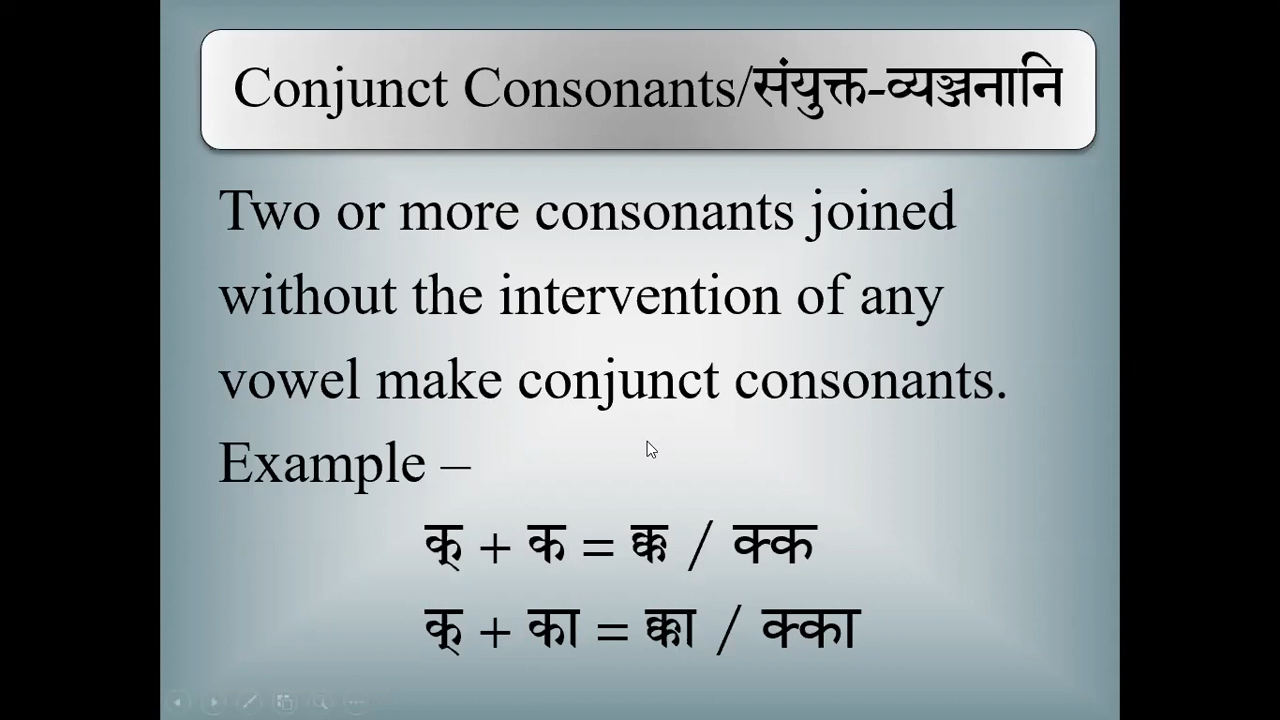 Conjunct Consonants/संयुक्त-व्यञ्जनानि
Two or more consonants joined
without the intervention of any
vowel make conjunct consonants.
Example –
क् + क = क्क / क्‍क
क् + का = क्का / क्‍का